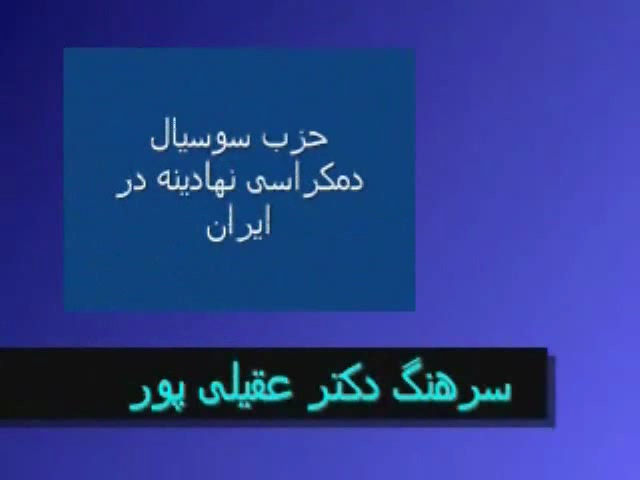 حزب سوسیال
دمکراسی نهادینه در
ایران
سرهنگ دکتر عقیلی پور